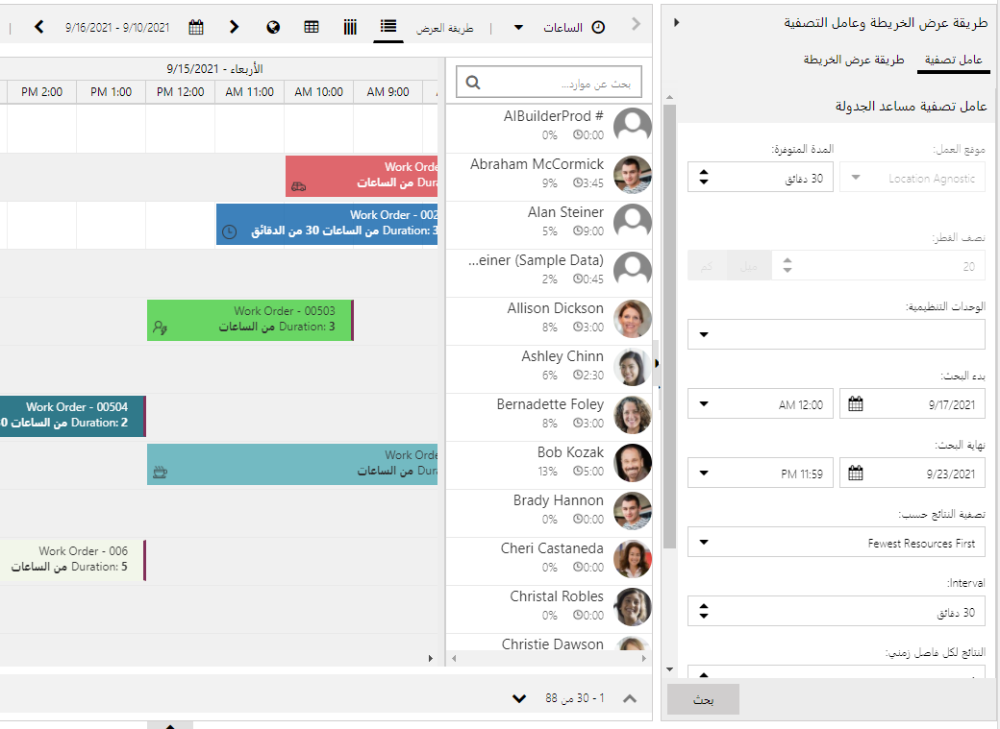 طريقة عرض الخريطة وعامل التصفية
عامل تصفية
طريقة عرض الخريطة
عامل تصفية مساعد الجدولة
موقع العمل:
Location Agnostic
المدة المتوفرة:
30 دقائق
نصف القطر:
20
ميل
كم
الوحدات التنظيمية:
بدء البحث:
9/17/2021
12:00 AM
نهاية البحث:
9/23/2021
11:59 PM
تصفية النتائج حسب:
Fewest Resources First
Interval:
30 دقائق
النتائج لكل فاصل زمني:
بحث
الساعات
|
طريقة العرض
9/10/2021 - 9/16/2021
|
بحث عن موارد...
الأربعاء - 9/15/2021
9:00 AM
10:00 AM
11:00 AM
12:00 PM
1:00 PM
2:00 PM
# AIBuilderProd
0:00
0%
Abraham McCormick
3:45
9%
Work Orde
Dura من الساعات
Alan Steiner
9:00
5%
Work Order - 002
Duration: 3 من الساعات 30 من الدقائق
...einer (Sample Data)
0:45
2%
Allison Dickson
3:00
8%
Work Order - 00503
Duration: 3 من الساعات
Ashley Chinn
2:30
6%
Bernadette Foley
3:00
8%
Work Order - 00504
Duration: 2 من الساعات 30
Bob Kozak
5:00
13%
Work Orde
Dura من الساعات
Brady Hannon
0:00
0%
Cheri Castaneda
0:00
0%
Work Order - 006
Duration: 5 من الساعات
Christal Robles
0:00
0%
Christie Dawson
1 - 30 من 88